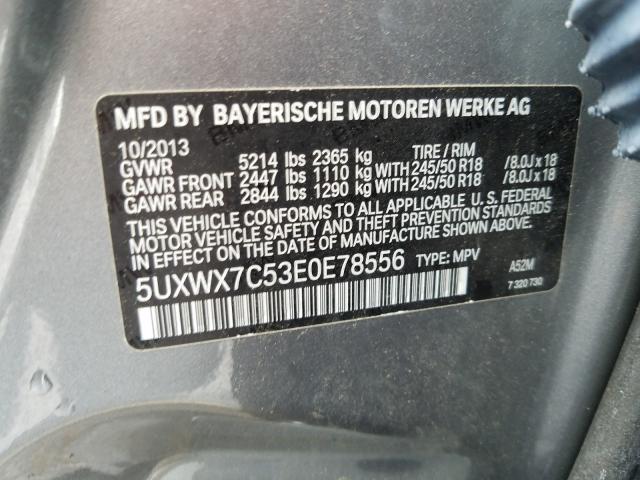 MFD BY BAYERISCHE MOTOREN WERKE AG
10/2013
GVWR 5214 lbs 2365 kg TIRE / RIM
GAWR FRONT 2447 lbs 1110 kg WITH 245/50 R18 / 8.0J x 18
GAWR REAR 2844 lbs 1290 kg WITH 245/50 R18 / 8.0J x 18
THIS VEHICLE CONFORMS TO ALL APPLICABLE U. S. FEDERAL
MOTOR VEHICLE SAFETY AND THEFT PREVENTION STANDARDS
IN EFFECT ON THE DATE OF MANUFACTURE SHOWN ABOVE.
5UXWX7C53E0E78556 TYPE: MPV A52M
7 320 730